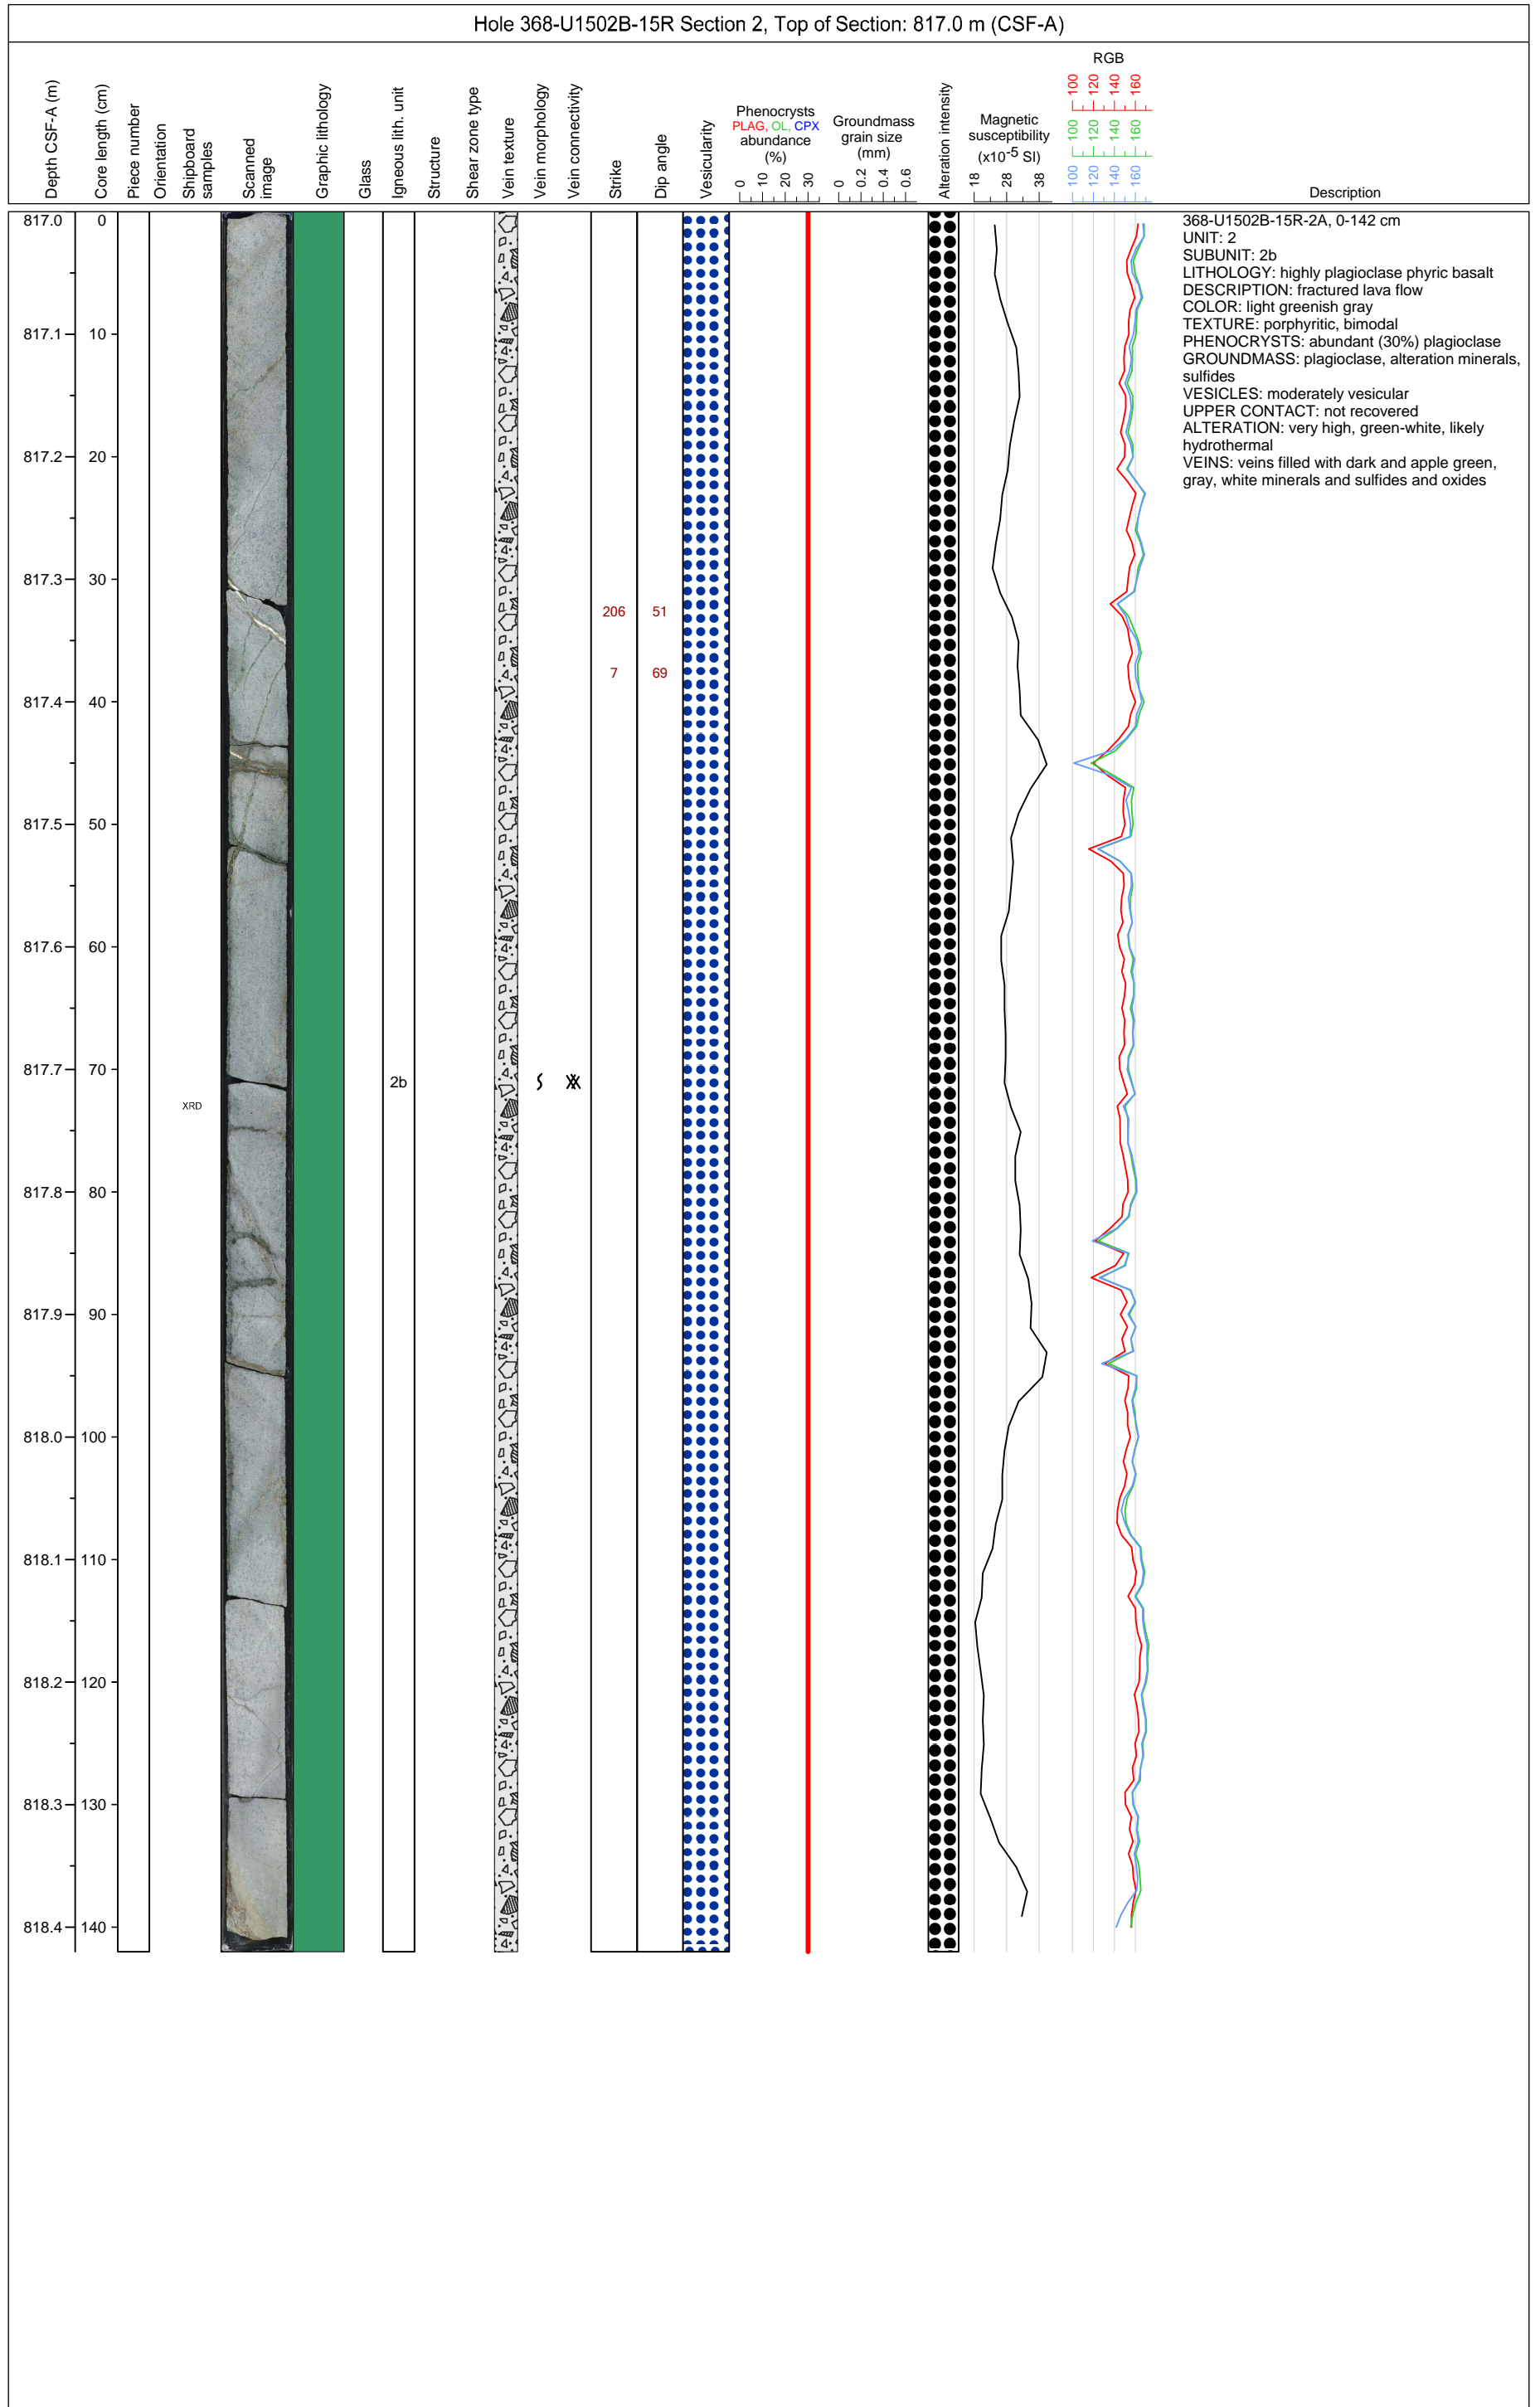 Hole 368-U1502B-15R Section 2, Top of Section: 817.0 m (CSF-A)
Depth CSF-A (m)
Core length (cm)
Piece number
Orientation
Shipboard
samples
Scanned
image
Graphic lithology
Glass
Igneous lith. unit
Structure
Shear zone type
Vein texture
Vein morphology
Vein connectivity
Strike
Dip angle
Vesicularity
Phenocrysts
PLAG, OL, CPX
abundance
(%)
0 10 20 30
Groundmass
grain size
(mm)
0 0.2 0.4 0.6
Alteration intensity
Magnetic
susceptibility
(x10-5 SI)
18 28 38
RGB
100 120 140 160
100 120 140 160
100 120 140 160
Description
817.0 0
817.1 10
817.2 20
817.3 30
206 51
7 69
817.4 40
817.5 50
817.6 60
817.7 70
2b
XRD
817.8 80
817.9 90
818.0 100
818.1 110
818.2 120
818.3 130
818.4 140
368-U1502B-15R-2A, 0-142 cm
UNIT: 2
SUBUNIT: 2b
LITHOLOGY: highly plagioclase phyric basalt
DESCRIPTION: fractured lava flow
COLOR: light greenish gray
TEXTURE: porphyritic, bimodal
PHENOCRYSTS: abundant (30%) plagioclase
GROUNDMASS: plagioclase, alteration minerals,
sulfides
VESICLES: moderately vesicular
UPPER CONTACT: not recovered
ALTERATION: very high, green-white, likely
hydrothermal
VEINS: veins filled with dark and apple green,
gray, white minerals and sulfides and oxides